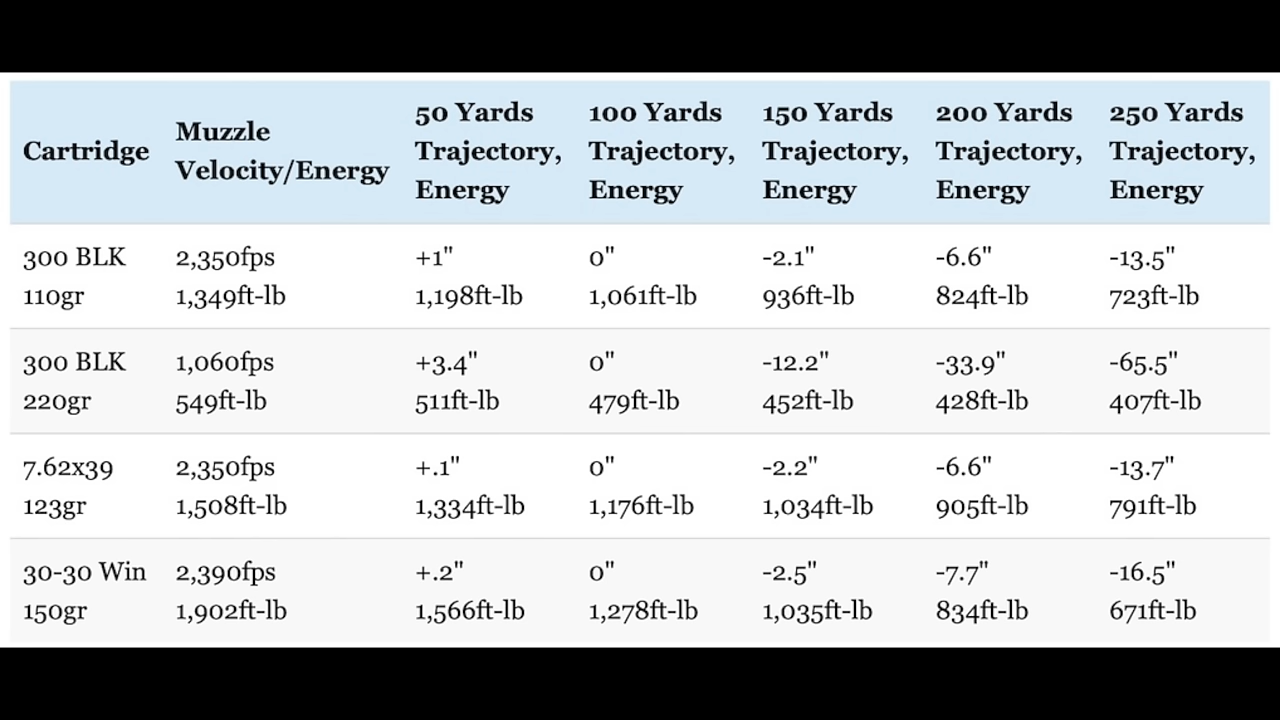 Cartridge
Muzzle
Velocity/Energy
50 Yards
Trajectory,
Energy
100 Yards
Trajectory,
Energy
150 Yards
Trajectory,
Energy
200 Yards
Trajectory,
Energy
250 Yards
Trajectory,
Energy
300 BLK
110gr
2,350fps
1,349ft-lb
+1"
1,198ft-lb
0"
1,061ft-lb
-2.1"
936ft-lb
-6.6"
824ft-lb
-13.5"
723ft-lb
300 BLK
220gr
1,060fps
549ft-lb
+3.4"
511ft-lb
0"
479ft-lb
-12.2"
452ft-lb
-33.9"
428ft-lb
-65.5"
407ft-lb
7.62x39
123gr
2,350fps
1,508ft-lb
+.1"
1,334ft-lb
0"
1,176ft-lb
-2.2"
1,034ft-lb
-6.6"
905ft-lb
-13.7"
791ft-lb
30-30 Win
150gr
2,390fps
1,902ft-lb
+.2"
1,566ft-lb
0"
1,278ft-lb
-2.5"
1,035ft-lb
-7.7"
834ft-lb
-16.5"
671ft-lb